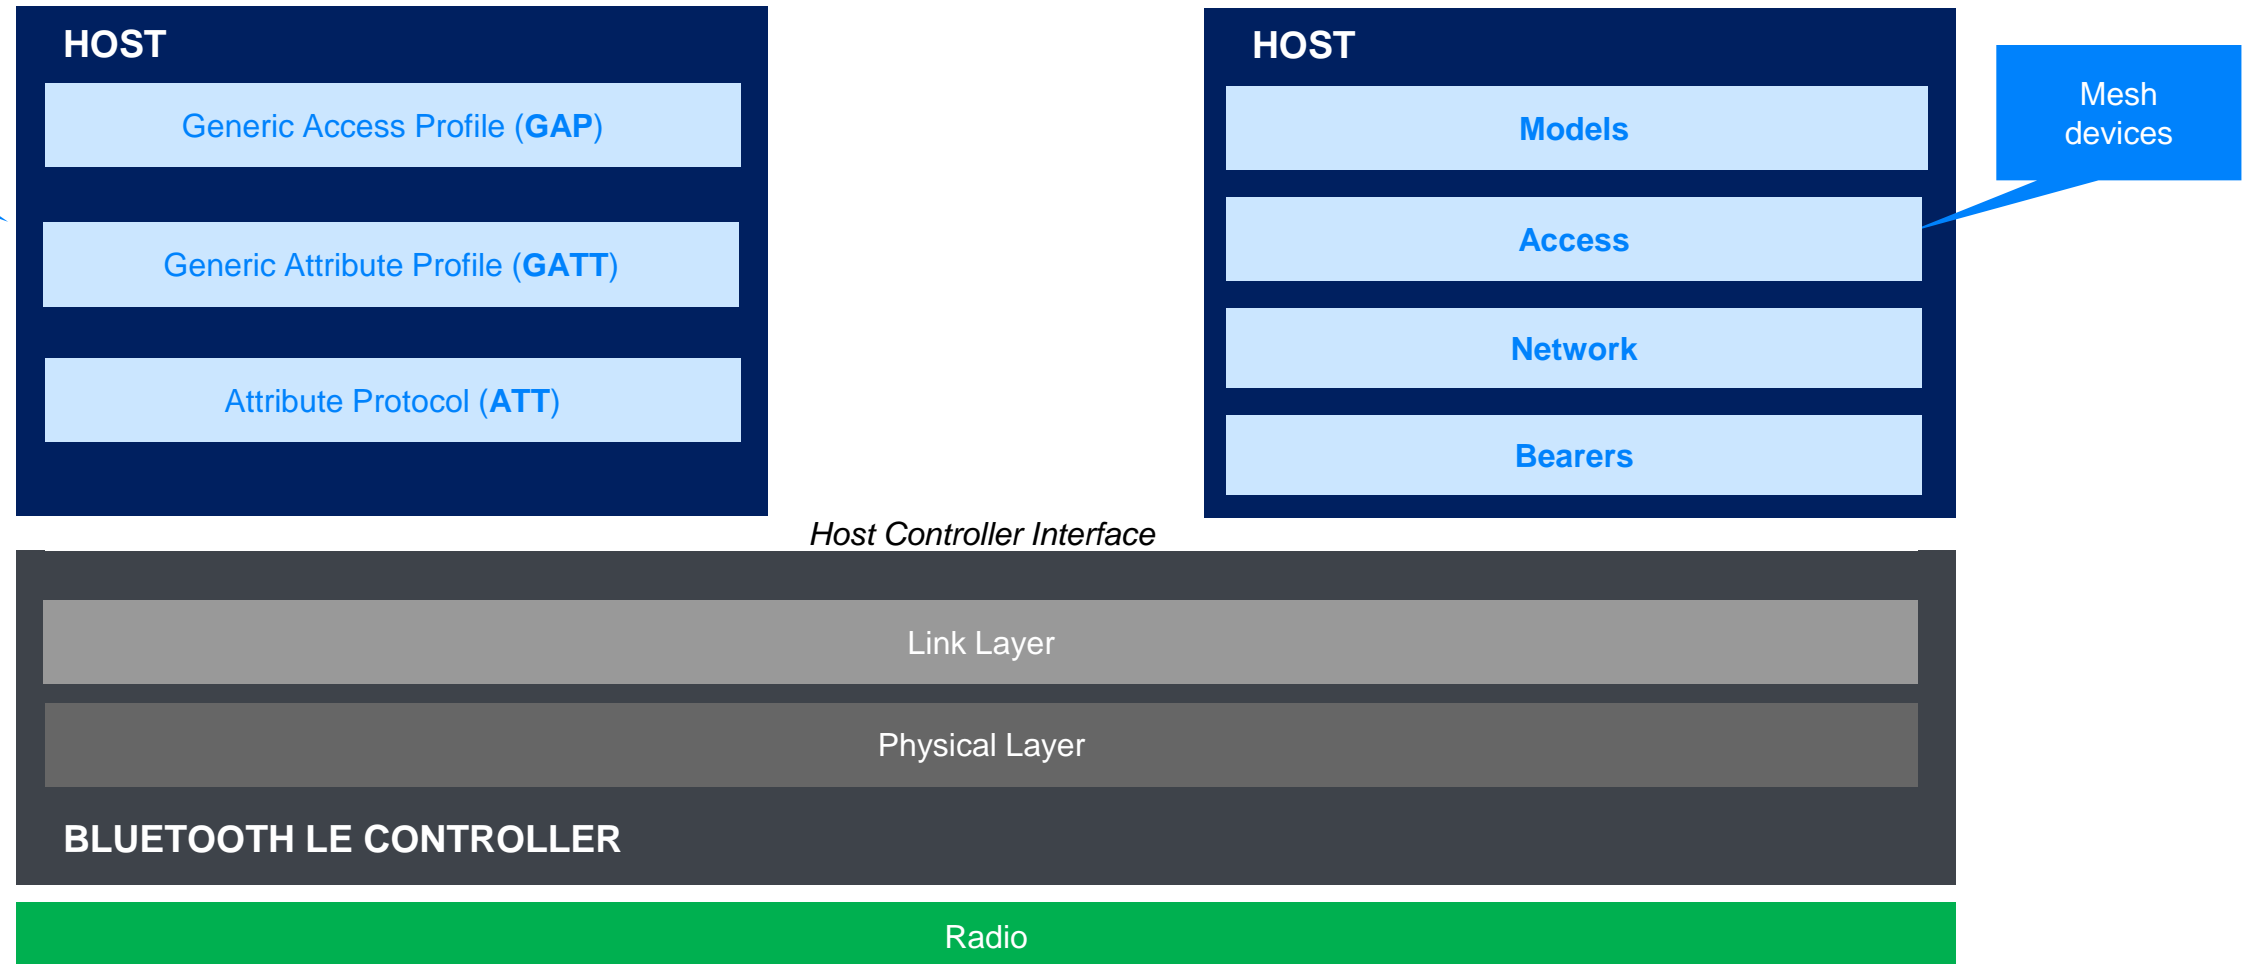 HOST
Generic Access Profile (GAP)
Generic Attribute Profile (GATT)
Attribute Protocol (ATT)
HOST
Models
Access
Network
Bearers
Mesh
devices
Host Controller Interface
Link Layer
Physical Layer
BLUETOOTH LE CONTROLLER
Radio